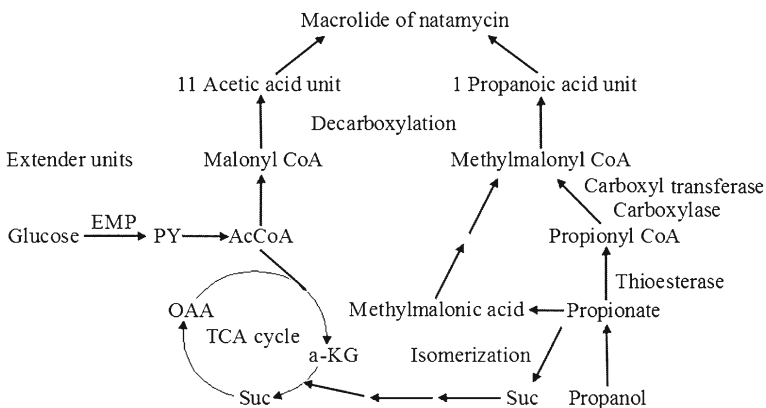 Macrolide of natamycin
11 Acetic acid unit
1 Propanoic acid unit
Decarboxylation
Extender units
Malonyl CoA
Methylmalonyl CoA
Carboxyl transferase
Carboxylase
Glucose
EMP
PY
AcCoA
Propionyl CoA
Thioesterase
OAA
Methylmalonic acid
Propionate
TCA cycle
a-KG
Isomerization
Suc
Suc
Propanol